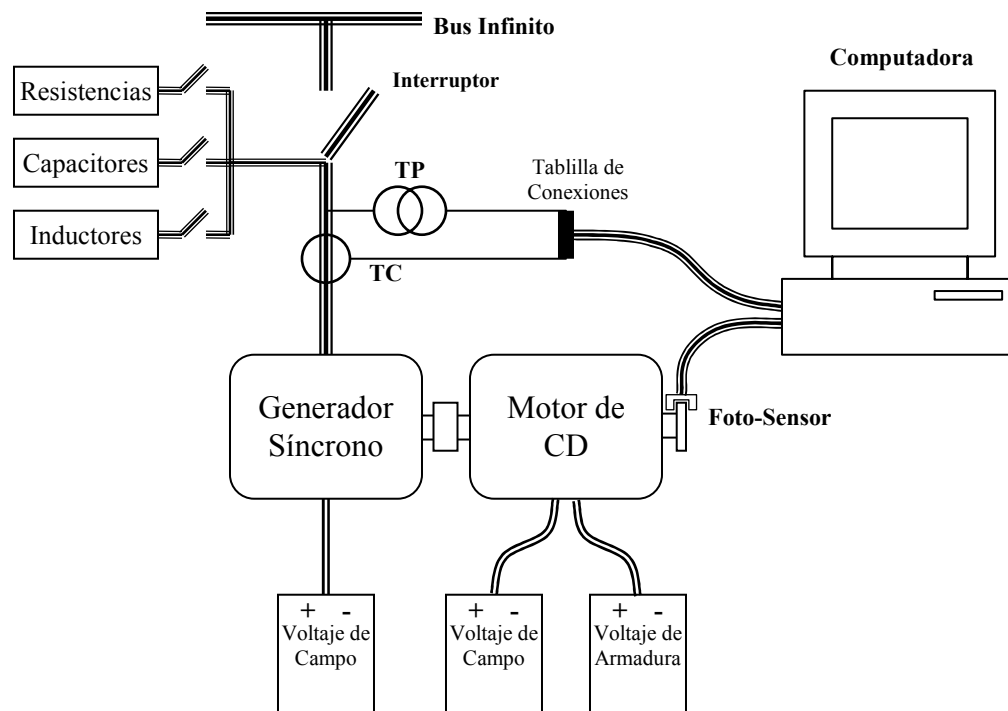 Bus Infinito
Computadora
Interruptor
Resistencias
Capacitores
Inductores
TP
Tablilla de
Conexiones
TC
Generador
Síncrono
Motor de
CD
Foto-Sensor
+ -
Voltaje de
Campo
+ -
Voltaje de
Campo
+ -
Voltaje de
Armadura